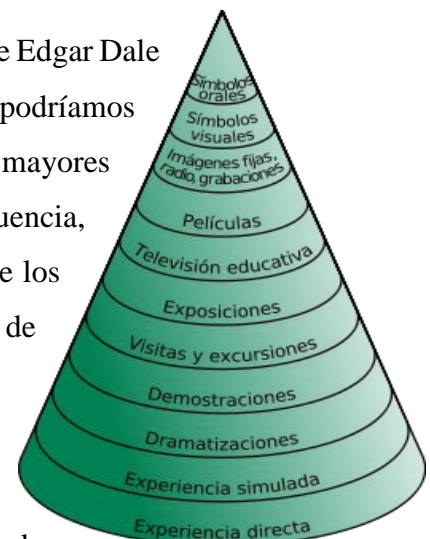 e Edgar Dale
podríamos
mayores
uencia,
e los
de
Símbolos
orales
Símbolos
visuales
Imágenes fijas,
radio, grabaciones
Películas
Televisión educativa
Exposiciones
Visitas y excursiones
Demostraciones
Dramatizaciones
Experiencia simulada
Experiencia directa